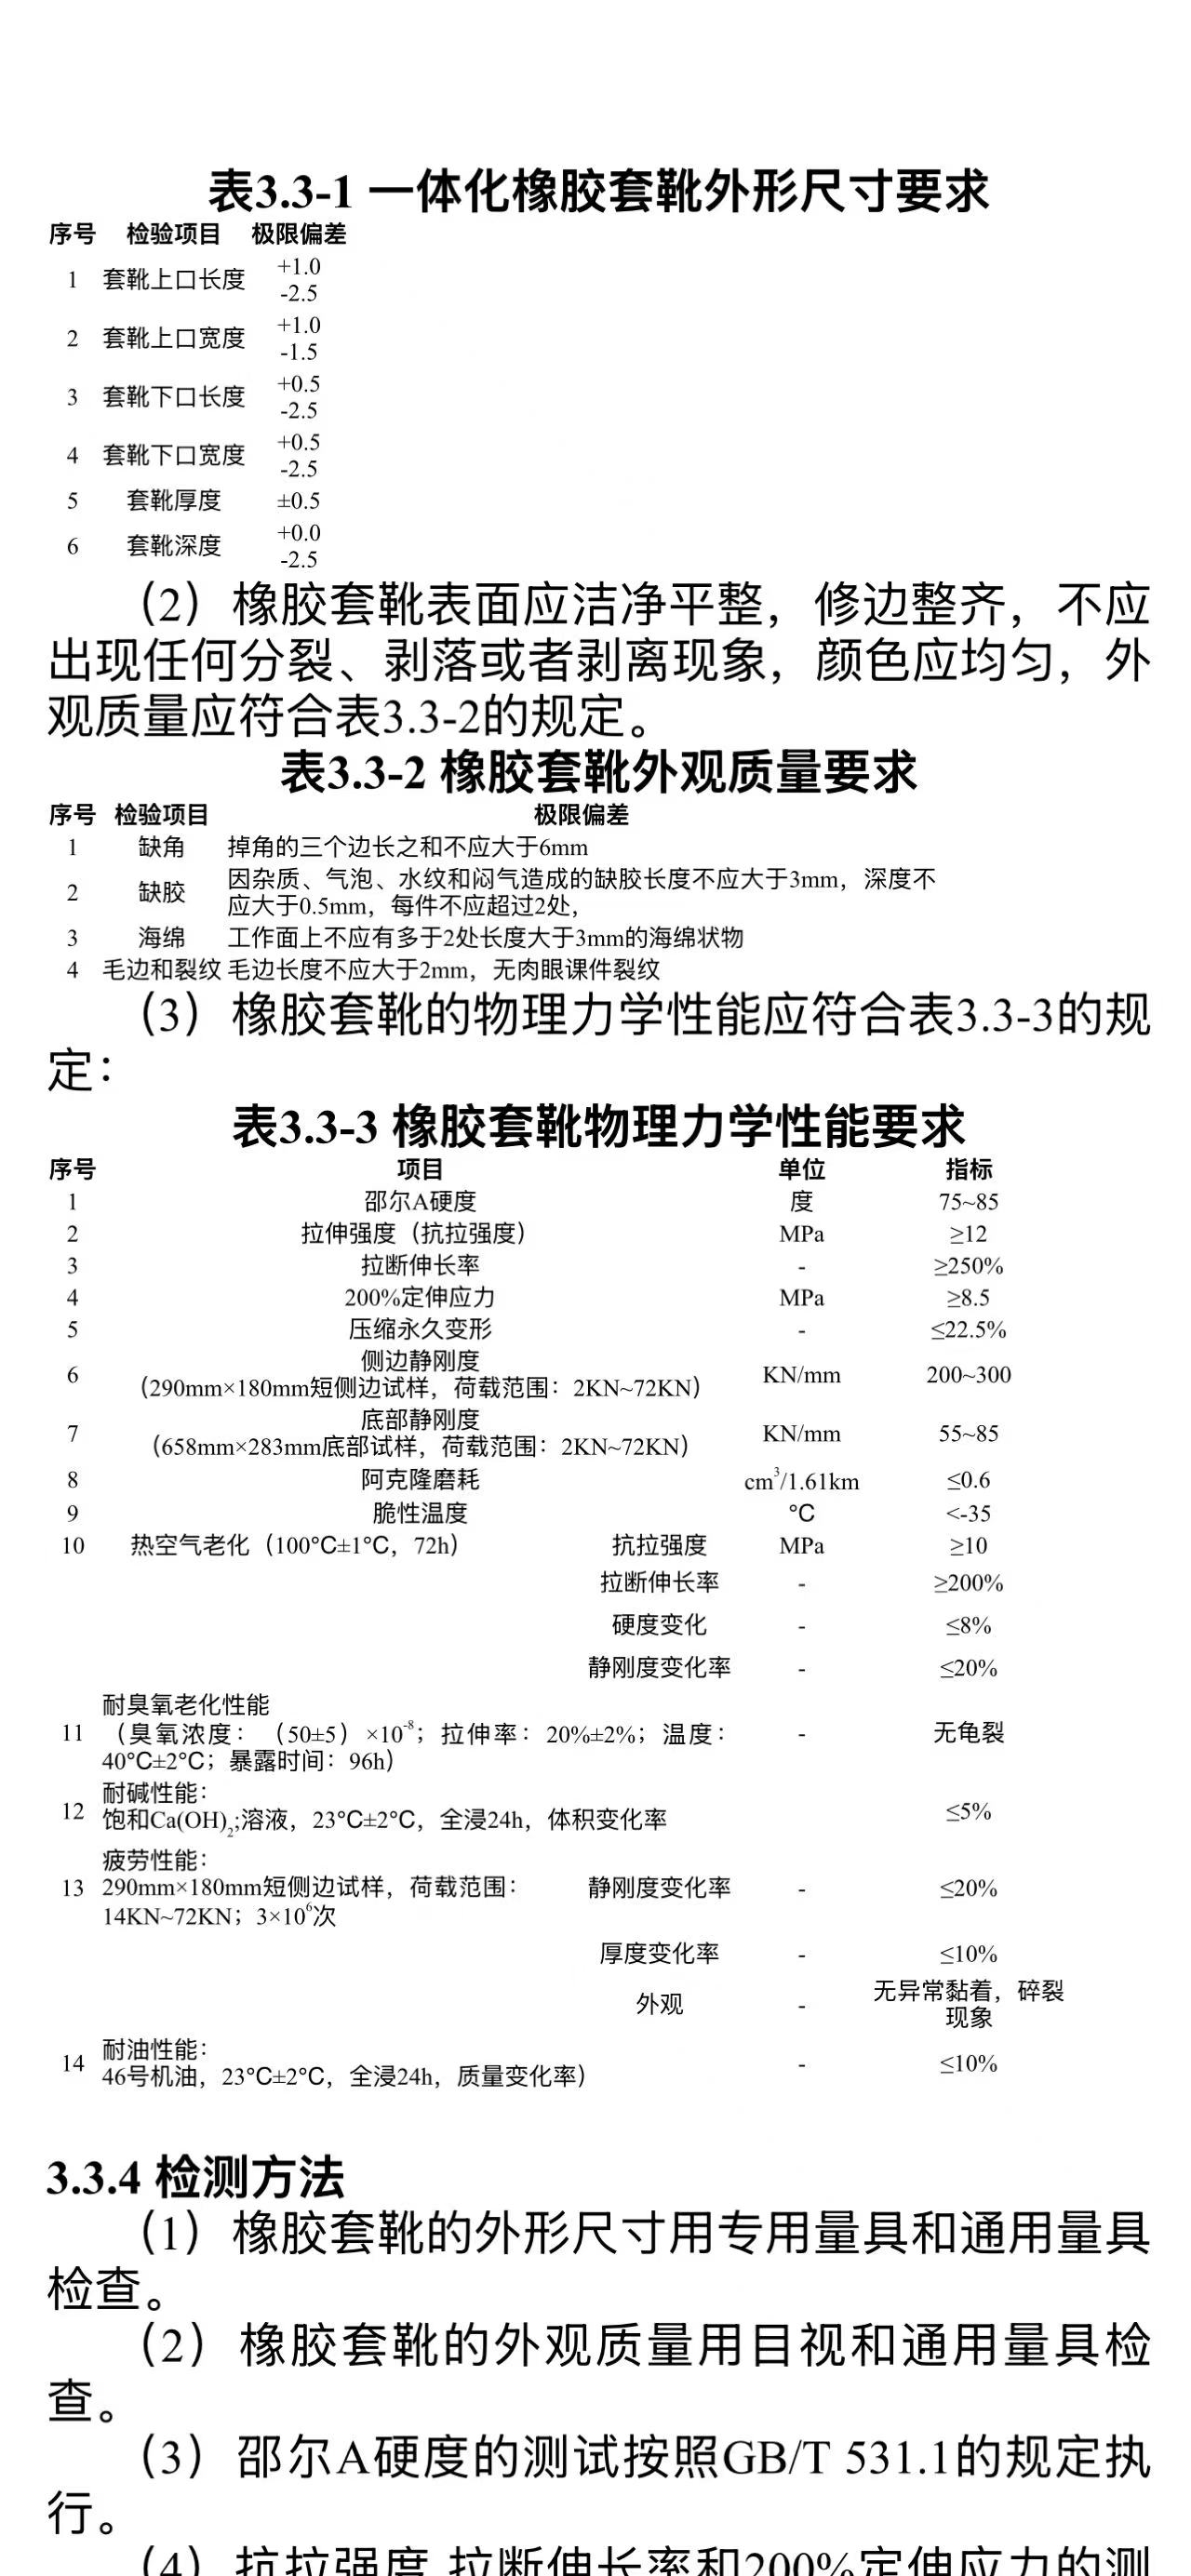 表3.3-1 一体化橡胶套靴外形尺寸要求
序号 检验项目 极限偏差
1 套靴上口长度 +1.0
-2.5
2 套靴上口宽度 +1.0
-1.5
3 套靴下口长度 +0.5
-2.5
4 套靴下口宽度 +0.5
-2.5
5 套靴厚度 ±0.5
6 套靴深度 +0.0
-2.5
（2）橡胶套靴表面应洁净平整，修边整齐，不应
出现任何分裂、剥落或者剥离现象，颜色应均匀，外
观质量应符合表3.3-2的规定。
表3.3-2 橡胶套靴外观质量要求
序号 检验项目 极限偏差
1 缺角 掉角的三个边长之和不应大于6mm
2 缺胶 因杂质、气泡、水纹和闷气造成的缺胶长度不应大于3mm，深度不
应大于0.5mm，每件不应超过2处，
3 海绵 工作面上不应有多于2处长度大于3mm的海绵状物
4 毛边和裂纹 毛边长度不应大于2mm，无肉眼课件裂纹
（3）橡胶套靴的物理力学性能应符合表3.3-3的规
定：
表3.3-3 橡胶套靴物理力学性能要求
序号 项目 单位 指标
1 邵尔A硬度 度 75~85
2 拉伸强度（抗拉强度） MPa ≥12
3 拉断伸长率 - ≥250%
4 200%定伸应力 MPa ≥8.5
5 压缩永久变形 - ≤22.5%
6 侧边静刚度 KN/mm 200~300
（290mm×180mm短侧边试样，荷载范围：2KN~72KN）
7 底部静刚度 KN/mm 55~85
（658mm×283mm底部试样，荷载范围：2KN~72KN）
8 阿克隆磨耗 cm³/1.61km ≤0.6
9 脆性温度 °C <-35
10 热空气老化（100°C±1°C，72h） 抗拉强度 MPa ≥10
拉断伸长率 - ≥200%
硬度变化 - ≤8%
静刚度变化率 - ≤20%
耐臭氧老化性能
11 （臭氧浓度：（50±5）×10⁻⁸；拉伸率：20%±2%；温度： - 无龟裂
40°C±2°C；暴露时间：96h）
耐碱性能：
12 饱和Ca(OH)₂;溶液，23°C±2°C，全浸24h，体积变化率 ≤5%
疲劳性能：
13 290mm×180mm短侧边试样，荷载范围： 静刚度变化率 - ≤20%
14KN~72KN；3×10⁶次
厚度变化率 - ≤10%
外观 - 无异常黏着，碎裂
现象
耐油性能：
14 46号机油，23°C±2°C，全浸24h，质量变化率） - ≤10%
3.3.4 检测方法
（1）橡胶套靴的外形尺寸用专用量具和通用量具
检查。
（2）橡胶套靴的外观质量用目视和通用量具检
查。
（3）邵尔A硬度的测试按照GB/T 531.1的规定执
行。
（4）抗拉强度、拉断伸长率和200%定伸应力的测